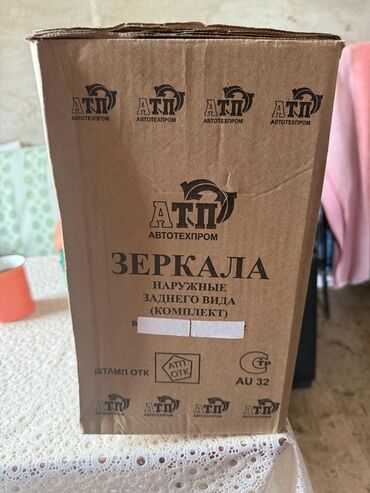 АТП АТП АТП АТП
АВТОТЕХПРОМ АВТОТЕХПРОМ АВТОТЕХПРОМ АВТОТЕХПРОМ
АТП
АВТОТЕХПРОМ
ЗЕРКАЛА
НАРУЖНЫЕ
ЗАДНЕГО ВИДА
(КОМПЛЕКТ)
ШТАМП ОТК АТП ОТК СТР
AU 32
АТП АТП АТП АТП
АВТОТЕХПРОМ АВТОТЕХПРОМ АВТОТЕХПРОМ АВТОТЕХПРОМ